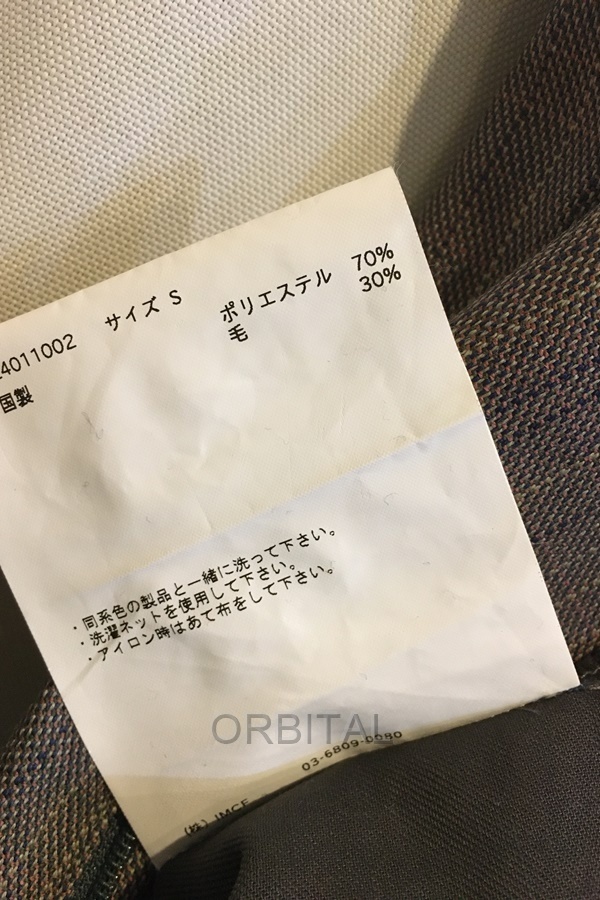 4011002 サイズ S ポリエステル 70%
毛 30%
国製
・同系色の製品と一緒に洗って下さい。
・洗濯ネットを使用して下さい。
・アイロン時はあて布をして下さい。
ORBITAL
03-6809-0080
(株)